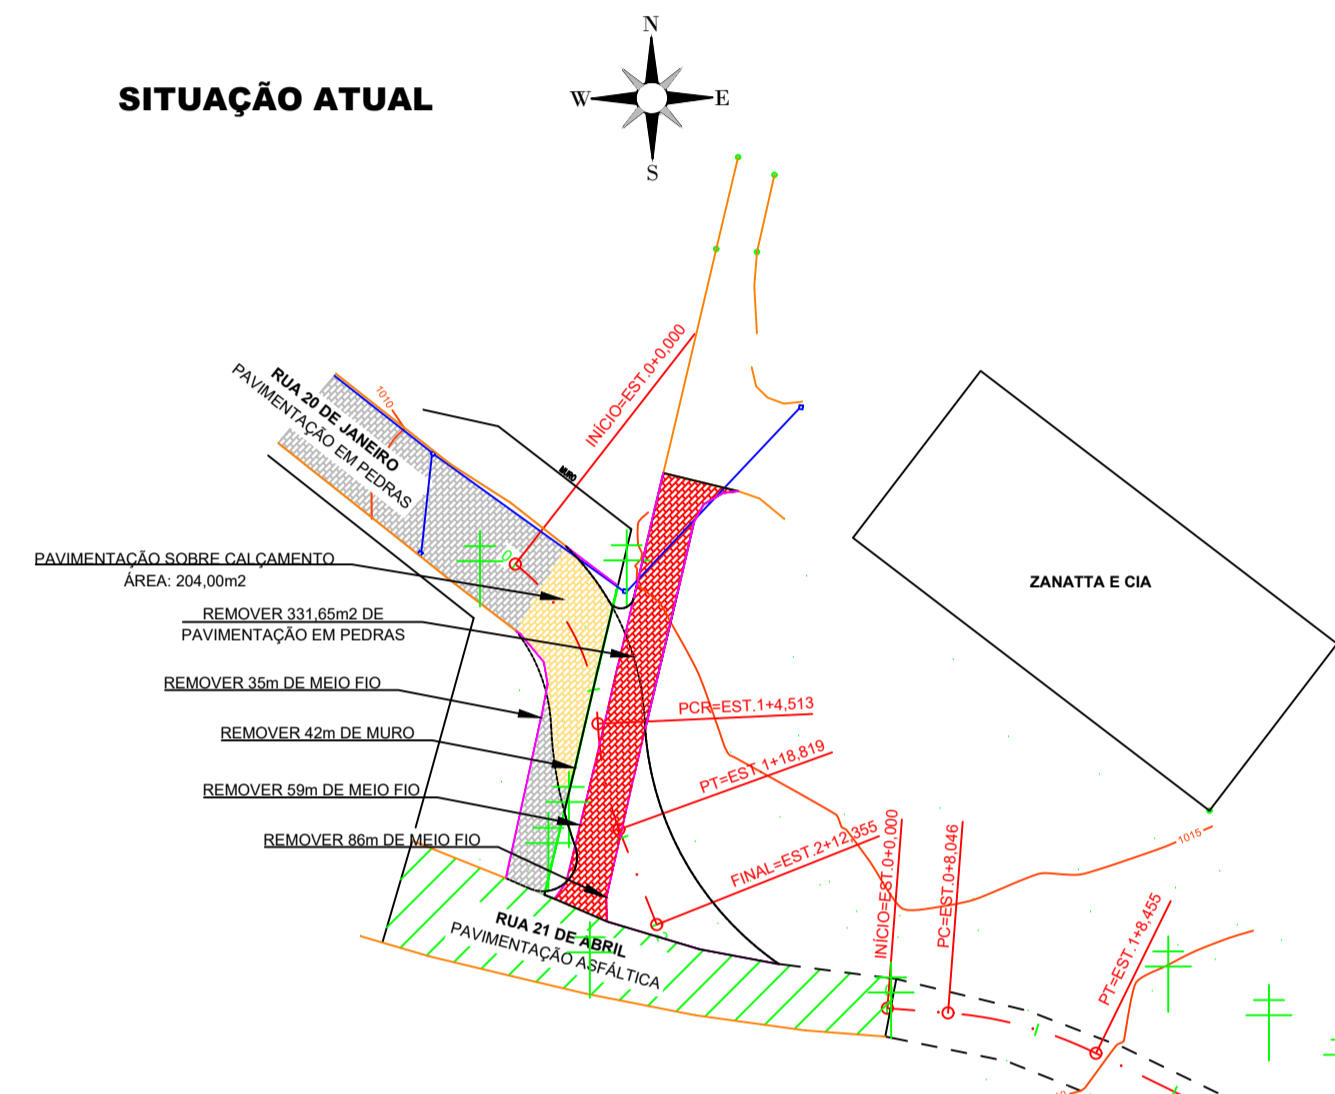 N
SITUAÇÃO ATUAL
W
E
S
INÍCIO=EST.0+0,000
RUA 20 DE JANEIRO
PAVIMENTAÇÃO EM PEDRAS
1010
MURO
PAVIMENTAÇÃO SOBRE CALÇAMENTO
ÁREA: 204,00m2
REMOVER 331,65m2 DE
PAVIMENTAÇÃO EM PEDRAS
REMOVER 35m DE MEIO FIO
REMOVER 42m DE MURO
REMOVER 59m DE MEIO FIO
REMOVER 86m DE MEIO FIO
ZANATTA E CIA
PCR=EST.1+4,513
PT=EST.1+18,819
FINAL=EST.2+12,355
INÍCIO=EST.0+0,000
PC=EST.0+8,046
1015
PT=EST.1+8,455
RUA 21 DE ABRIL
PAVIMENTAÇÃO ASFÁLTICA